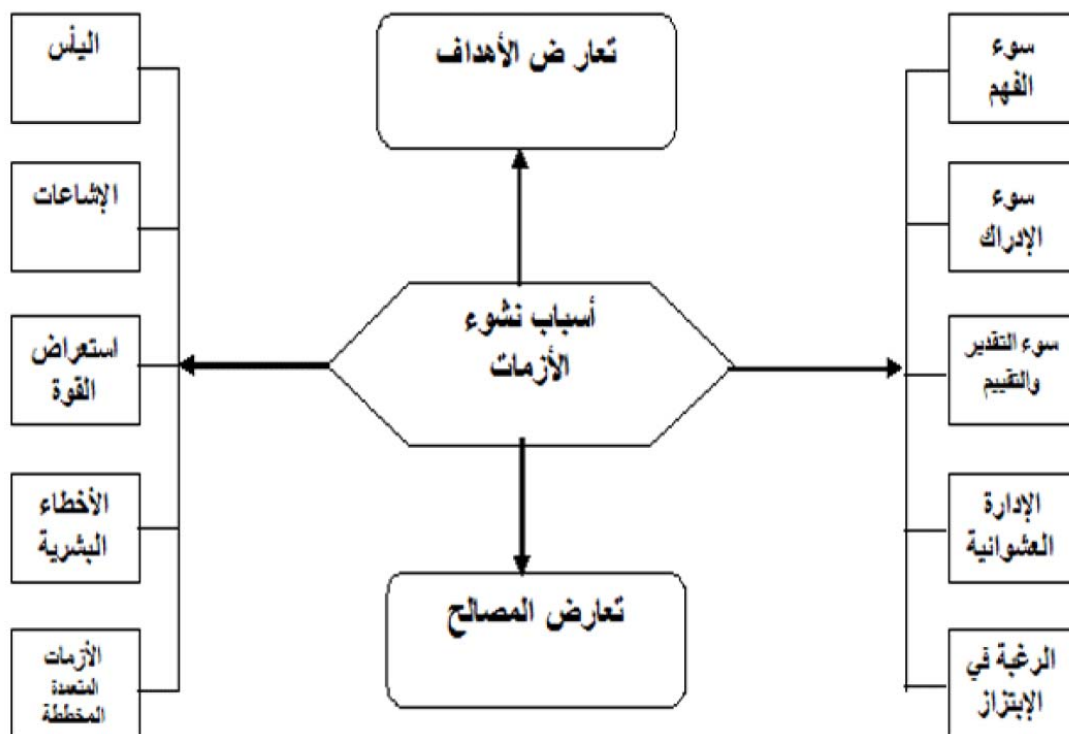 سوء
الفهم
سوء
الإدراك
سوء التقدير
والتقييم
الإدارة
العشوائية
الرغبة في
الإبتزاز
تعار ض الأهداف
أسباب نشوء
الأزمات
تعارض المصالح
اليأس
الإشاعات
استعراض
القوة
الأخطاء
البشرية
الأزمات
المتعمدة
المخططة